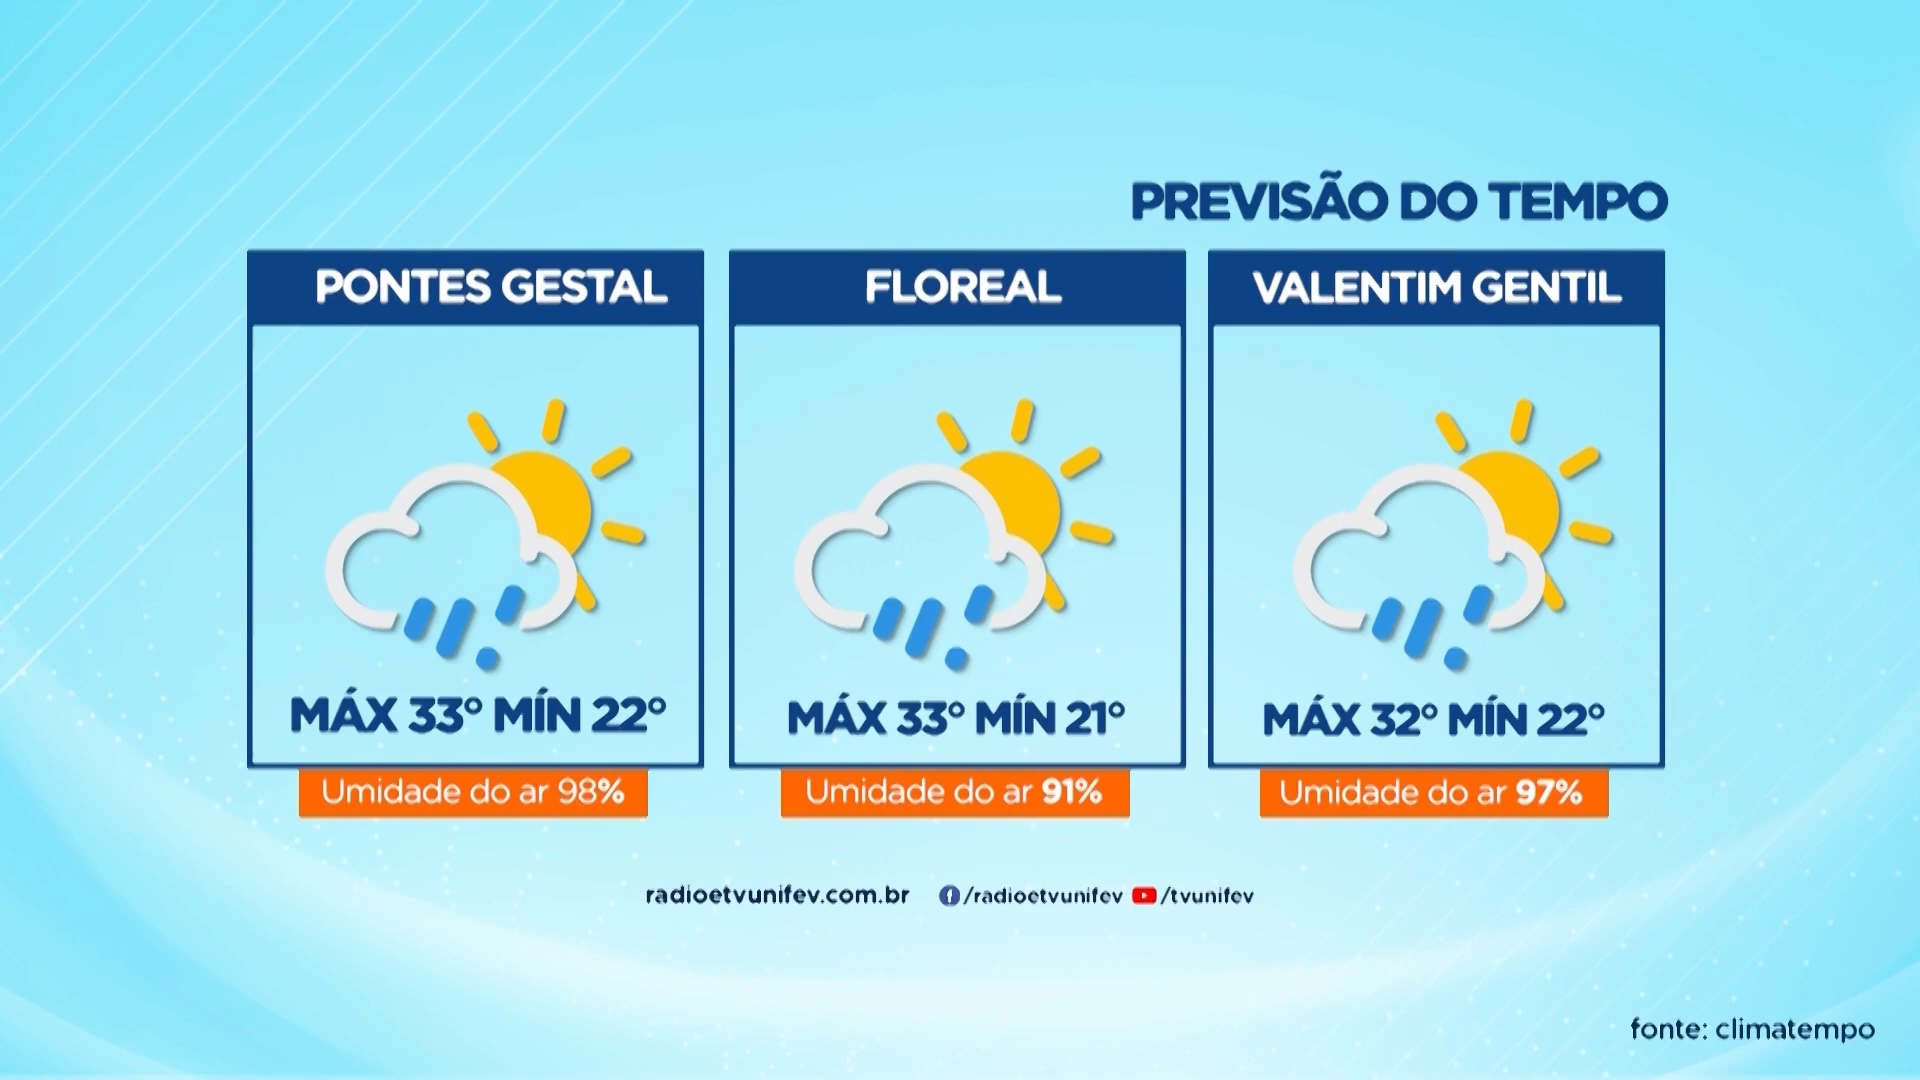 PREVISÃO DO TEMPO
PONTES GESTAL
MÁX 33° MÍN 22°
Umidade do ar 98%
FLOREAL
MÁX 33° MÍN 21°
Umidade do ar 91%
VALENTIM GENTIL
MÁX 32° MÍN 22°
Umidade do ar 97%
radioetvunifev.com.br /radioetvunifev /tvunifev
fonte: climatempo